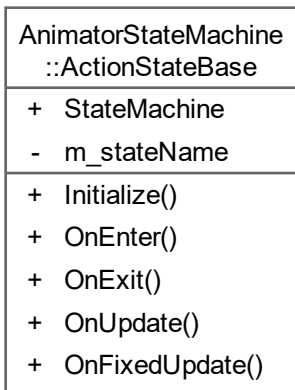 AnimatorStateMachine
::ActionStateBase
+ StateMachine
- m_stateName
+ Initialize()
+ OnEnter()
+ OnExit()
+ OnUpdate()
+ OnFixedUpdate()